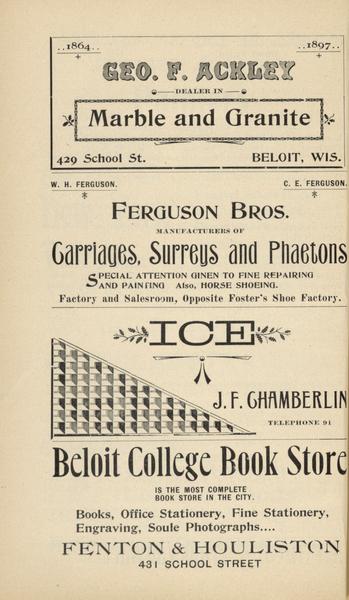 ..1864..
..1897..
GEO. F. ACKLEY
DEALER IN
Marble and Granite
429 School St. BELOIT, WIS.
W. H. FERGUSON. C. E. FERGUSON.
* *
FERGUSON BROS.
MANUFACTURERS OF
Carriages, Surreys and Phaetons
SPECIAL ATTENTION GINEN TO FINE REPAIRING
AND PAINTING Also, HORSE SHOEING.
Factory and Salesroom, Opposite Foster's Shoe Factory.
ICE
J. F. CHAMBERLIN
TELEPHONE 91
Beloit College Book Store
IS THE MOST COMPLETE
BOOK STORE IN THE CITY.
Books, Office Stationery, Fine Stationery,
Engraving, Soule Photographs....
FENTON & HOULISTON
431 SCHOOL STREET